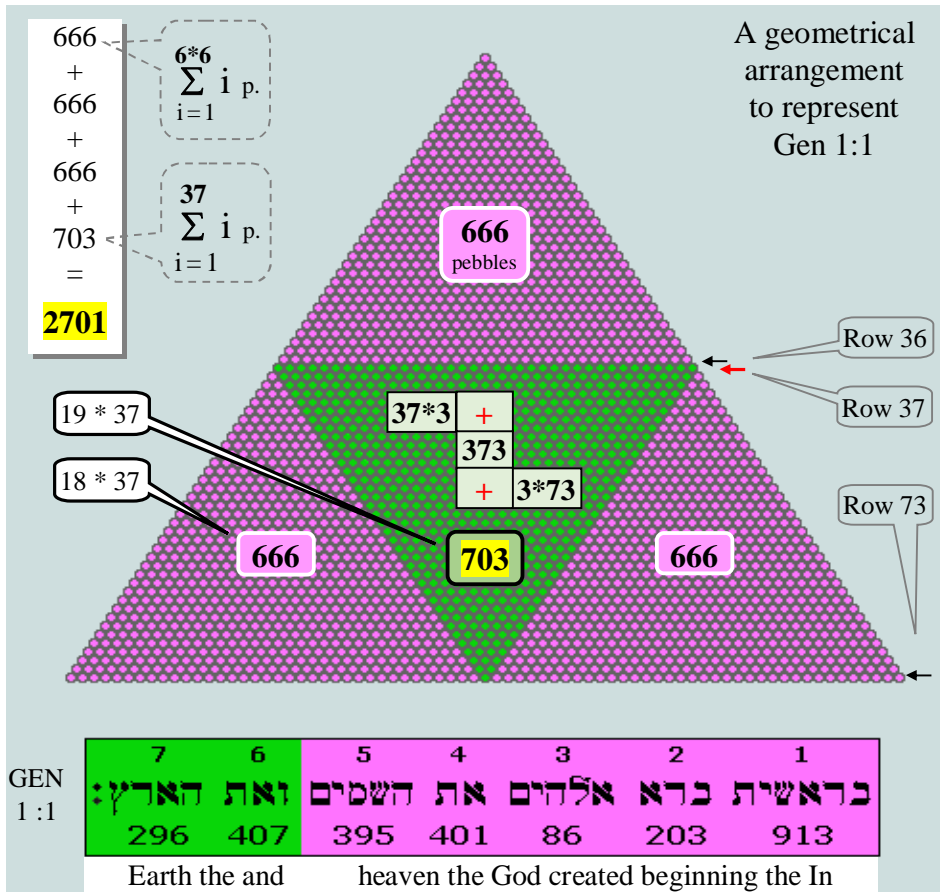 666
+
666
+
666
+
703
=
2701
6*6
Σ i p.
i = 1
37
Σ i p.
i = 1
A geometrical
arrangement
to represent
Gen 1:1
666
pebbles
Row 36
Row 37
Row 73
19 * 37
18 * 37
37*3 +
373
+ 3*73
666
703
666
GEN
1 :1
7 6 5 4 3 2 1
בראשית ברא אלהים את השמים ואת הארץ:
296 407 395 401 86 203 913
Earth the and heaven the God created beginning the In